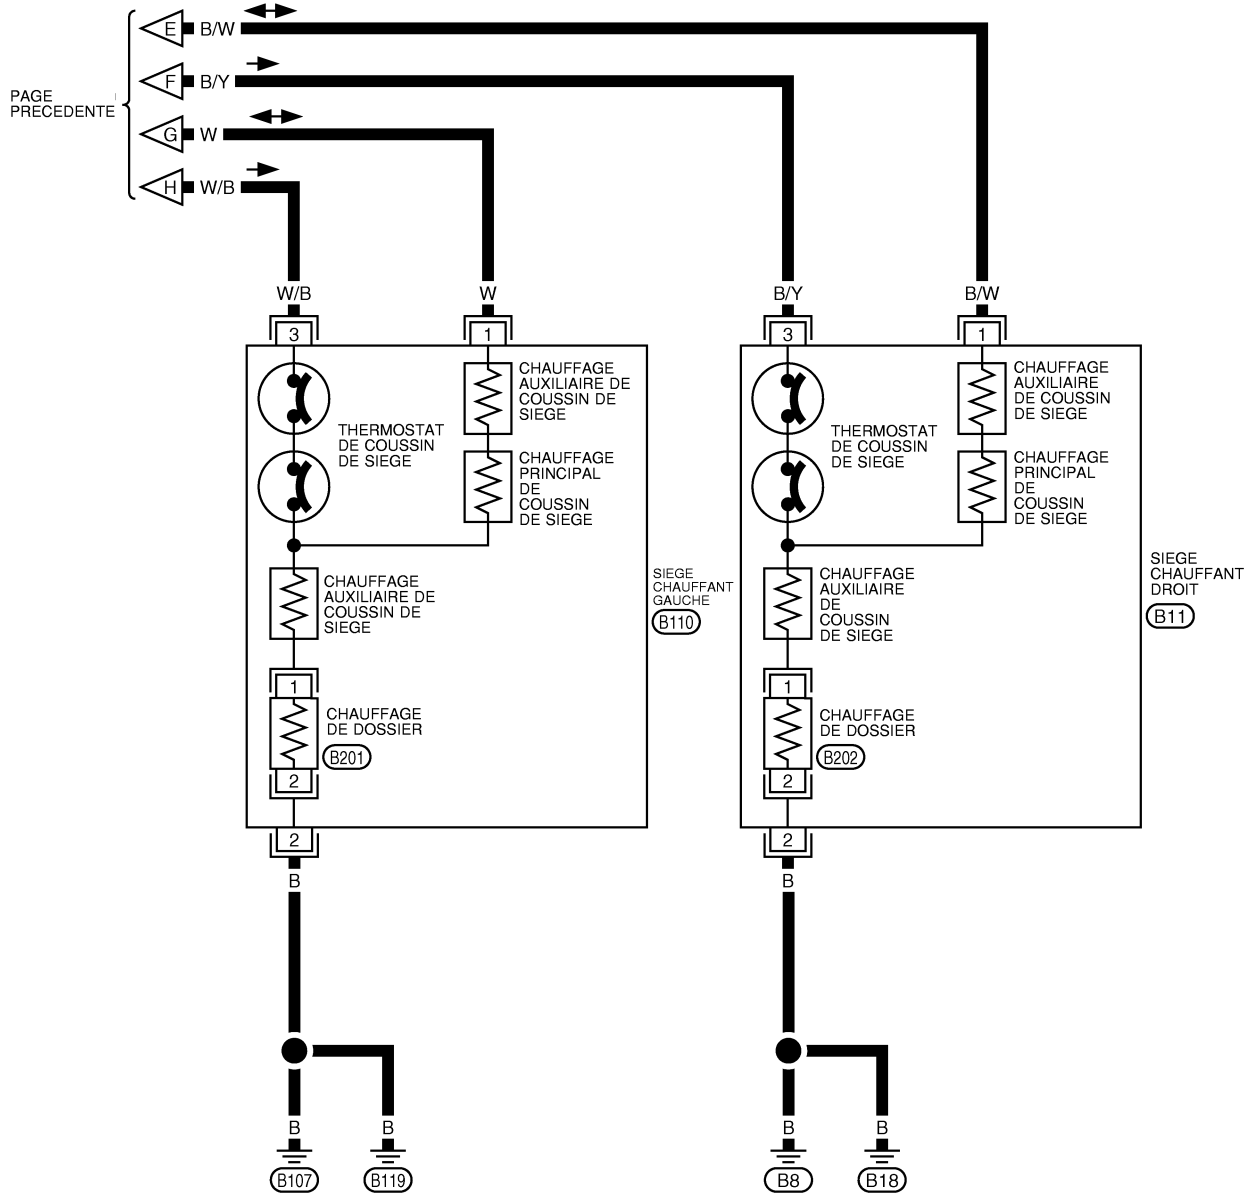 PAGE
PRECEDENTE
E B/W
F B/Y
G W
H W/B
W/B W B/Y B/W
3 1 3 1
CHAUFFAGE
AUXILIAIRE DE
COUSSIN DE
SIEGE
THERMOSTAT
DE COUSSIN
DE SIEGE
CHAUFFAGE
PRINCIPAL
DE
COUSSIN
DE SIEGE
CHAUFFAGE
AUXILIAIRE DE
COUSSIN DE
SIEGE
SIEGE
CHAUFFANT
GAUCHE
B110
1
CHAUFFAGE
DE DOSSIER
B201
2
2
B
B B
B107 B119
CHAUFFAGE
AUXILIAIRE
DE COUSSIN
DE SIEGE
THERMOSTAT
DE COUSSIN
DE SIEGE
CHAUFFAGE
PRINCIPAL
DE
COUSSIN
DE SIEGE
CHAUFFAGE
AUXILIAIRE
DE
COUSSIN
DE SIEGE
SIEGE
CHAUFFANT
DROIT
B11
1
CHAUFFAGE
DE DOSSIER
B202
2
2
B
B B
B8 B18